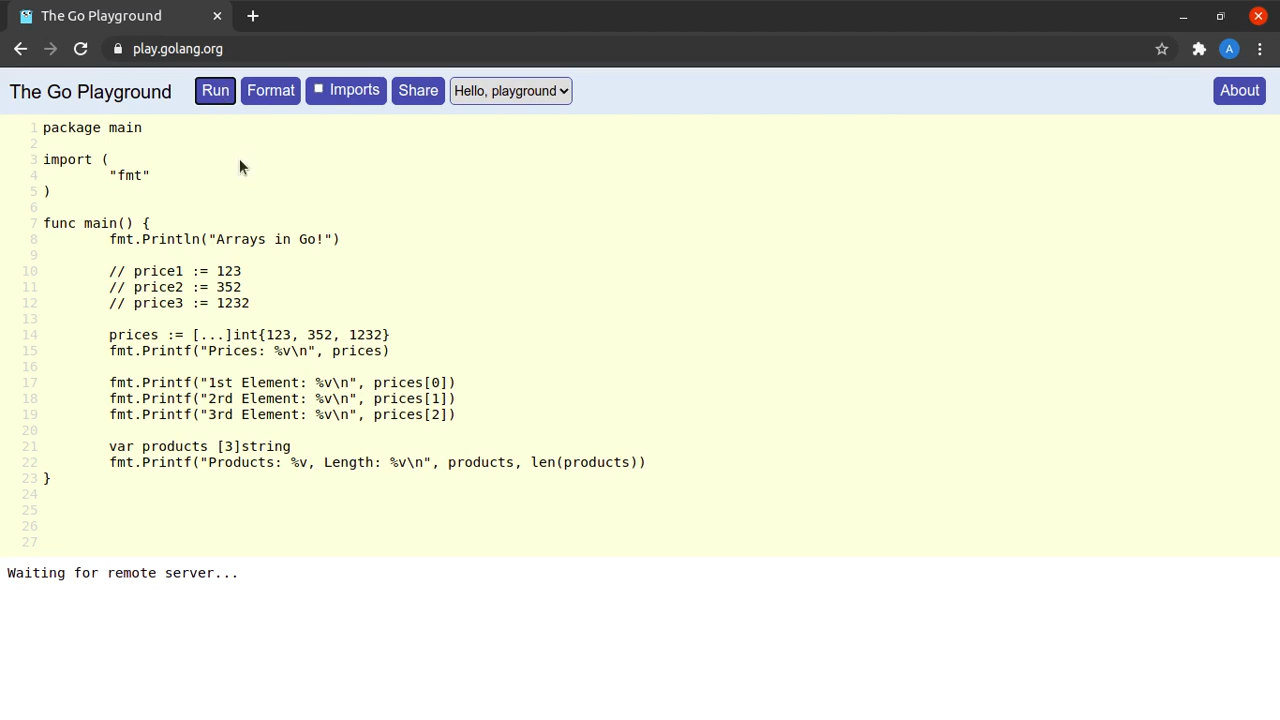 The Go Playground
play.golang.org
A
The Go Playground Run Format Imports Share Hello, playground About
1 package main
2
3 import (
4 "fmt"
5 )
6
7 func main() {
8 fmt.Println("Arrays in Go!")
9
10 // price1 := 123
11 // price2 := 352
12 // price3 := 1232
13
14 prices := [...]int{123, 352, 1232}
15 fmt.Printf("Prices: %v\n", prices)
16
17 fmt.Printf("1st Element: %v\n", prices[0])
18 fmt.Printf("2rd Element: %v\n", prices[1])
19 fmt.Printf("3rd Element: %v\n", prices[2])
20
21 var products [3]string
22 fmt.Printf("Products: %v, Length: %v\n", products, len(products))
23 }
24
25
26
27
Waiting for remote server...